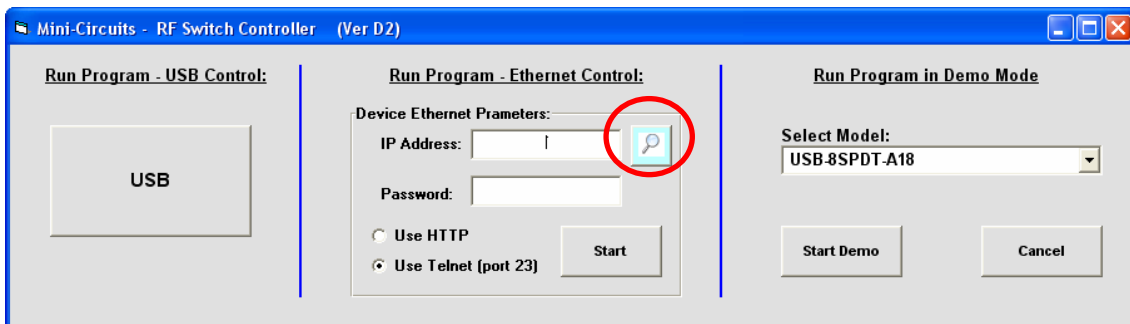 Mini-Circuits - RF Switch Controller (Ver D2)
Run Program - USB Control:
USB
Run Program - Ethernet Control:
Device Ethernet Prameters:
IP Address:
Password:
Use HTTP
Use Telnet (port 23)
Start
Run Program in Demo Mode
Select Model:
USB-8SPDT-A18
Start Demo
Cancel